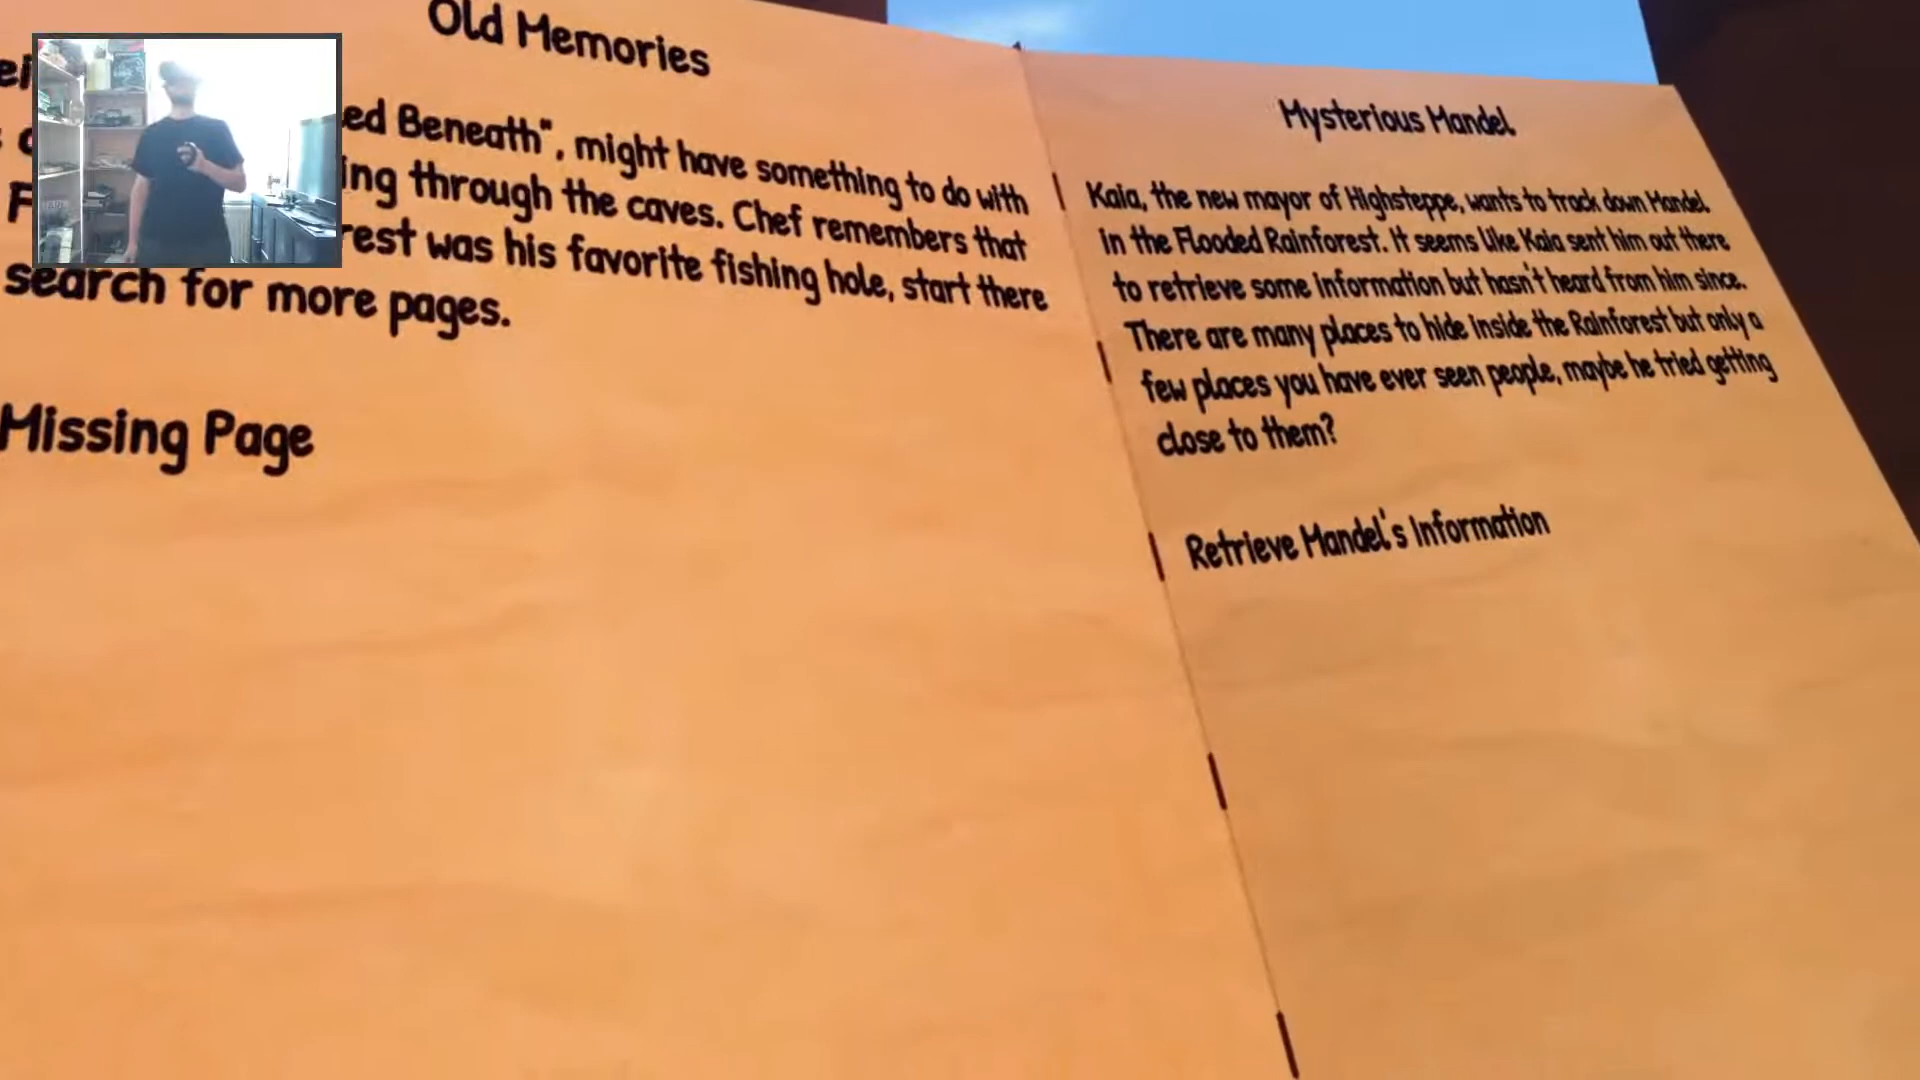 Old Memories
ed Beneath", might have something to do with
ing through the caves. Chef remembers that
rest was his favorite fishing hole, start there
search for more pages.
Missing Page
Mysterious Mandel
Kaia, the new mayor of Highsteppe, wants to track down Mandel
in the Flooded Rainforest. It seems like Kaia sent him out there
to retrieve some information but hasn't heard from him since.
There are many places to hide inside the Rainforest but only a
few places you have ever seen people, maybe he tried getting
close to them?
Retrieve Mandel's Information